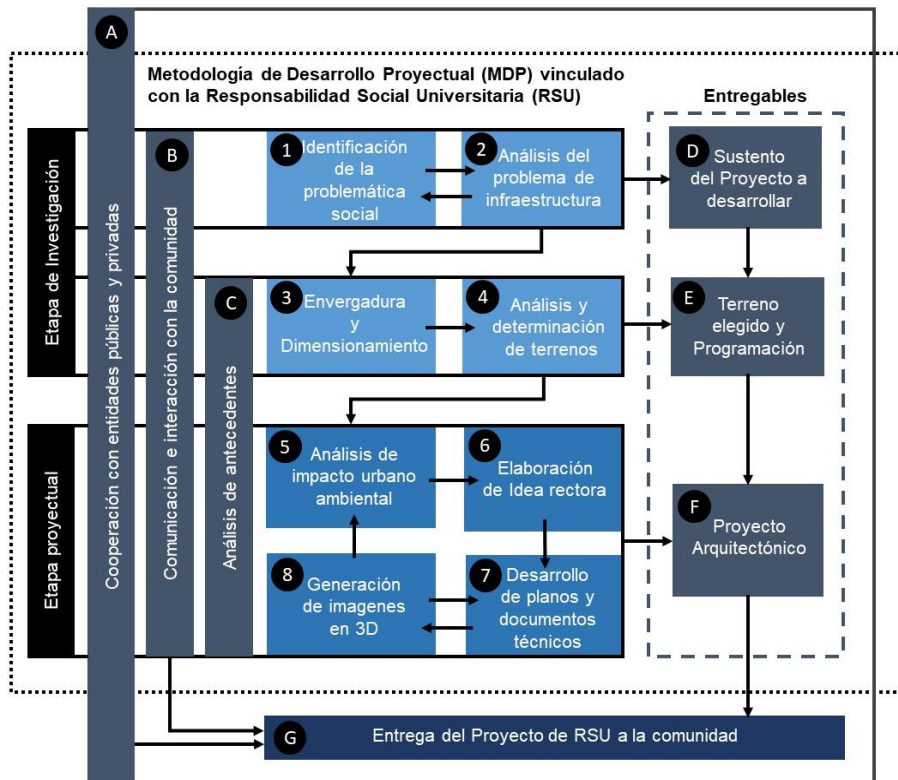 A
Metodología de Desarrollo Proyectual (MDP) vinculado
con la Responsabilidad Social Universitaria (RSU)
Entregables
Etapa de Investigación
Etapa proyectual
Cooperación con entidades públicas y privadas
B
Comunicación e interacción con la comunidad
C
Análisis de antecedentes
1
Identificación
de la
problemática
social
2
Análisis del
problema de
infraestructura
D
Sustento
del Proyecto a
desarrollar
3
Envergadura
y
Dimensionamiento
4
Análisis y
determinación
de terrenos
E
Terreno
elegido y
Programación
5
Análisis de
impacto urbano
ambiental
6
Elaboración
de Idea rectora
F
Proyecto
Arquitectónico
8
Generación
de imagenes
en 3D
7
Desarrollo
de planos y
documentos
técnicos
G
Entrega del Proyecto de RSU a la comunidad